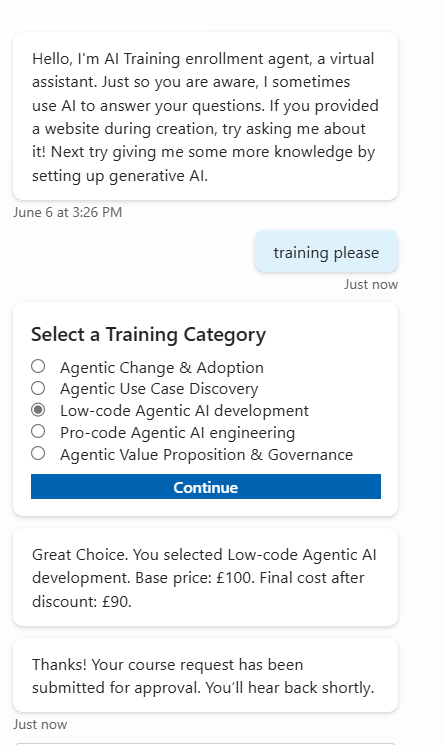 Hello, I'm AI Training enrollment agent, a virtual
assistant. Just so you are aware, I sometimes
use AI to answer your questions. If you provided
a website during creation, try asking me about
it! Next try giving me some more knowledge by
setting up generative AI.
June 6 at 3:26 PM
training please
Just now
Select a Training Category
Agentic Change & Adoption
Agentic Use Case Discovery
Low-code Agentic AI development
Pro-code Agentic AI engineering
Agentic Value Proposition & Governance
Continue
Great Choice. You selected Low-code Agentic AI
development. Base price: £100. Final cost after
discount: £90.
Thanks! Your course request has been
submitted for approval. You’ll hear back shortly.
Just now